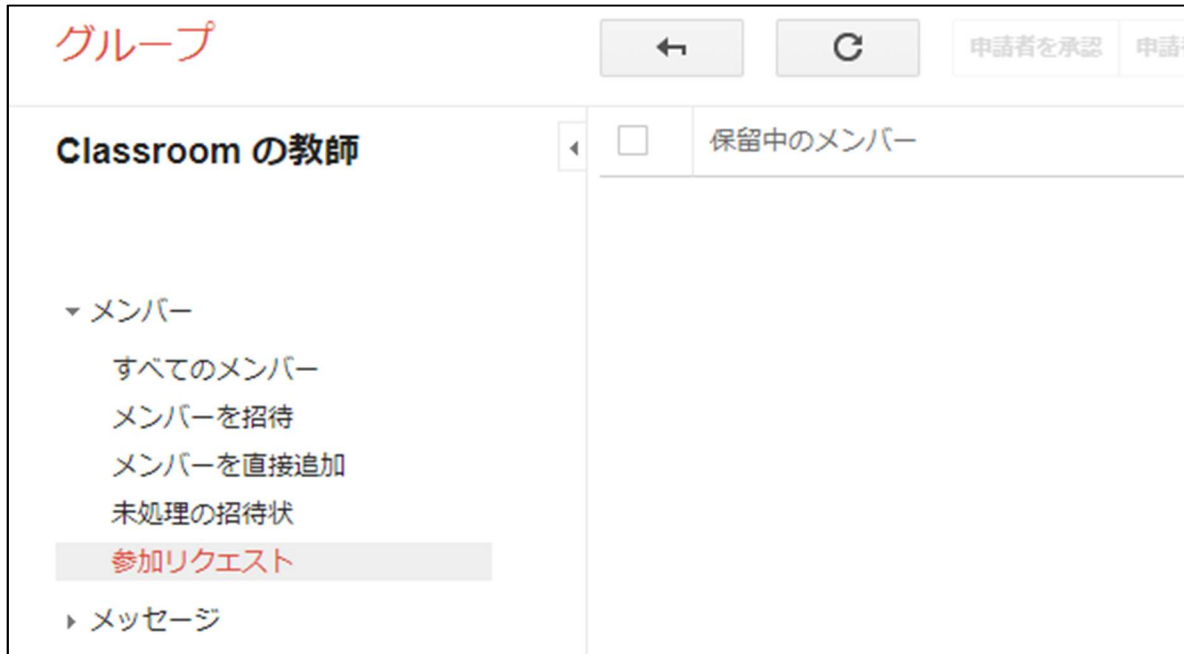 グループ
申請者を承認
申請
Classroom の教師
保留中のメンバー
メンバー
すべてのメンバー
メンバーを招待
メンバーを直接追加
未処理の招待状
参加リクエスト
メッセージ